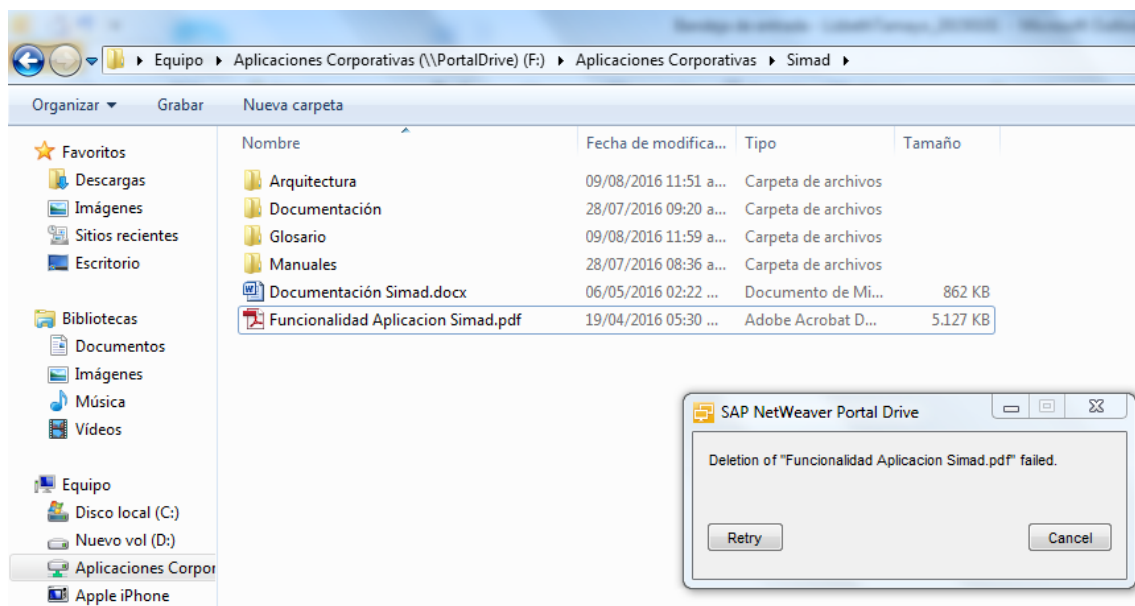 Equipo Aplicaciones Corporativas (\\PortalDrive) (F:) Aplicaciones Corporativas Simad
Organizar Grabar Nueva carpeta
Nombre Fecha de modifica... Tipo Tamaño
Favoritos
Descargas
Imágenes
Sitios recientes
Escritorio
Bibliotecas
Documentos
Imágenes
Música
Vídeos
Equipo
Disco local (C:)
Nuevo vol (D:)
Aplicaciones Corpor
Apple iPhone
Arquitectura 09/08/2016 11:51 a... Carpeta de archivos
Documentación 28/07/2016 09:20 a... Carpeta de archivos
Glosario 09/08/2016 11:59 a... Carpeta de archivos
Manuales 28/07/2016 08:36 a... Carpeta de archivos
Documentación Simad.docx 06/05/2016 02:22 ... Documento de Mi... 862 KB
Funcionalidad Aplicacion Simad.pdf 19/04/2016 05:30 ... Adobe Acrobat D... 5.127 KB
SAP NetWeaver Portal Drive
Deletion of "Funcionalidad Aplicacion Simad.pdf" failed.
Retry Cancel